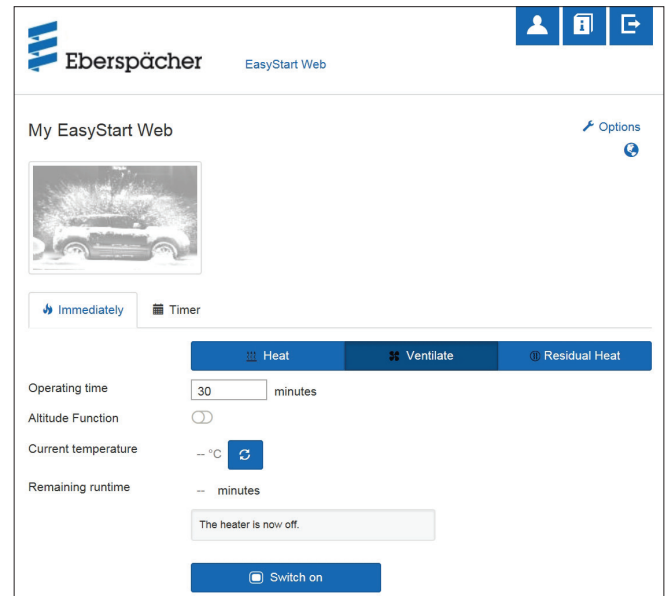 Eberspächer
EasyStart Web
My EasyStart Web
Options
Immediately
Timer
Heat
Ventilate
Residual Heat
Operating time
30 minutes
Altitude Function
Current temperature
-- °C
Remaining runtime
-- minutes
The heater is now off.
Switch on